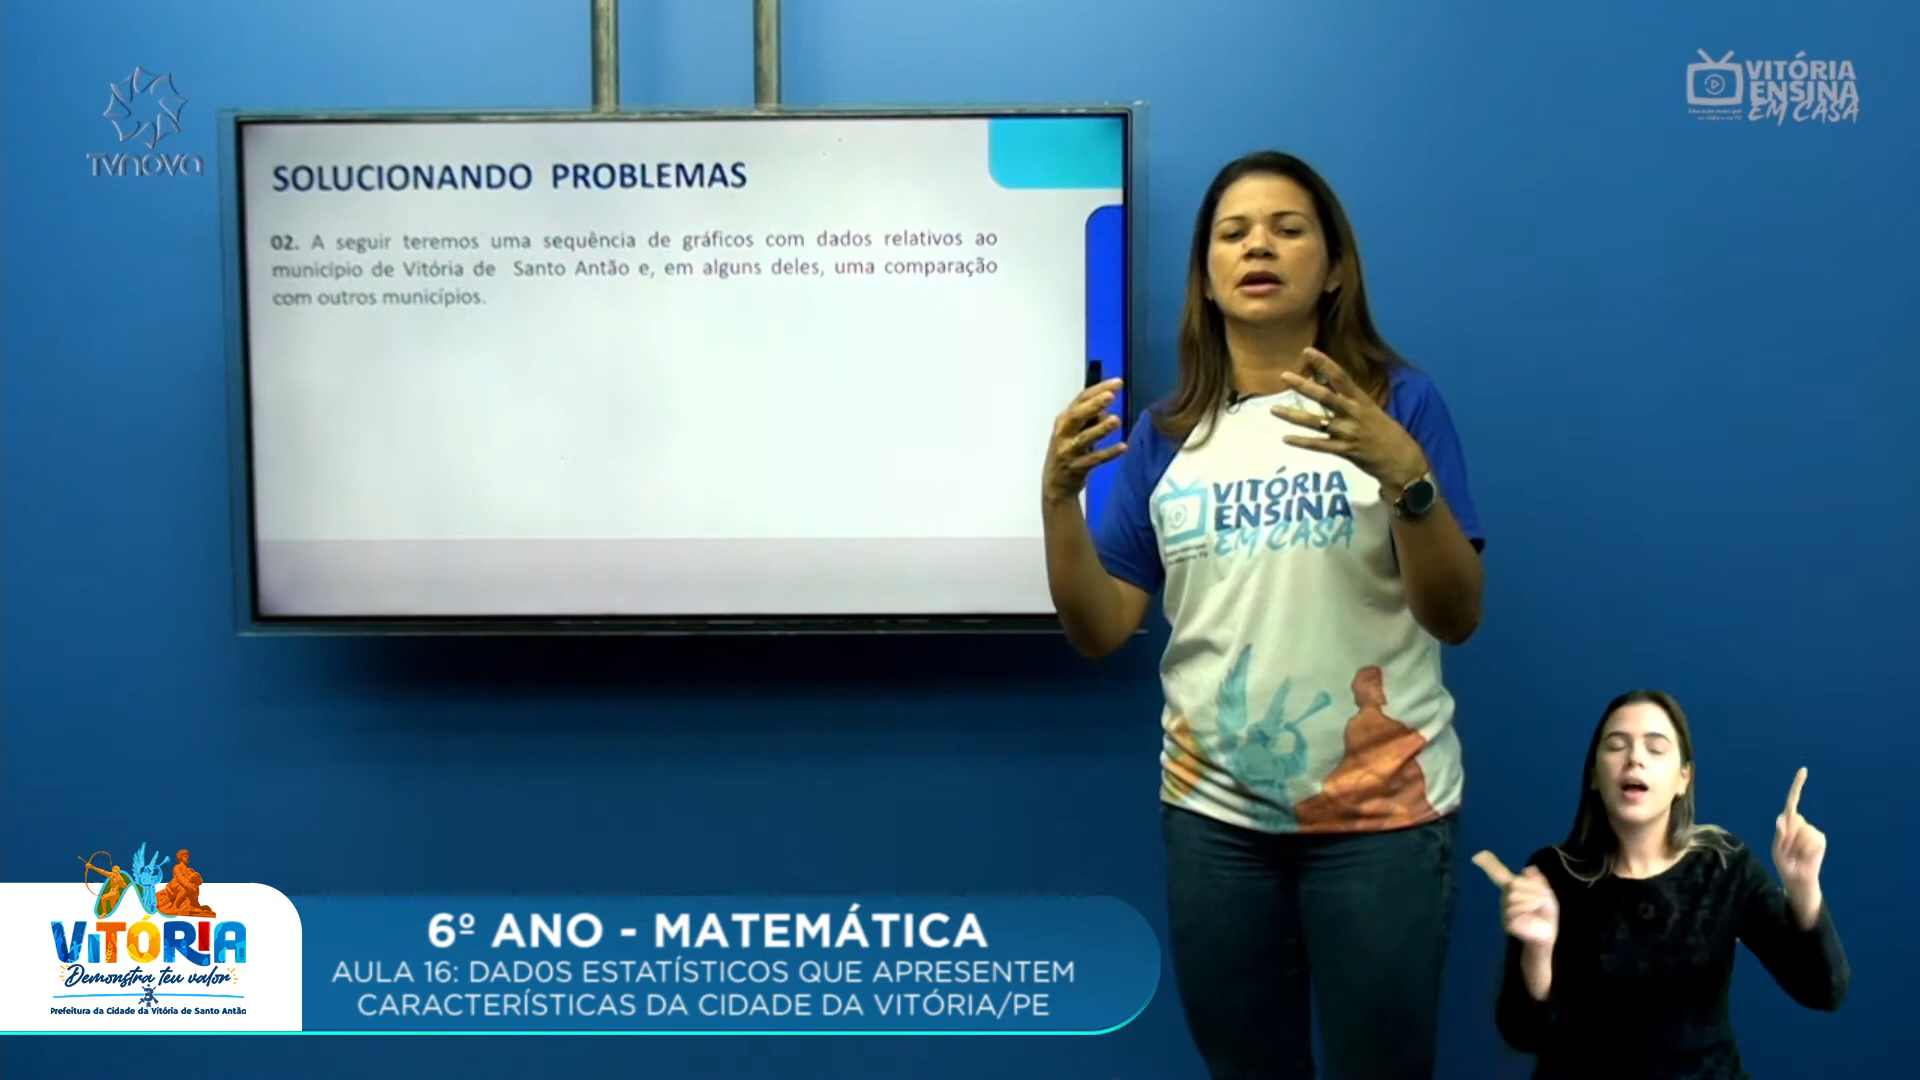 TVNOVA
VITÓRIA
ENSINA
EM CASA
SOLUCIONANDO PROBLEMAS
02. A seguir teremos uma sequência de gráficos com dados relativos ao
município de Vitória de Santo Antão e, em alguns deles, uma comparação
com outros municípios.
VITÓRIA
ENSINA
EM CASA
VITÓRIA
Demonstra teu valor
Prefeitura da Cidade da Vitória de Santo Antão
6º ANO - MATEMÁTICA
AULA 16: DADOS ESTATÍSTICOS QUE APRESENTEM
CARACTERÍSTICAS DA CIDADE DA VITÓRIA/PE